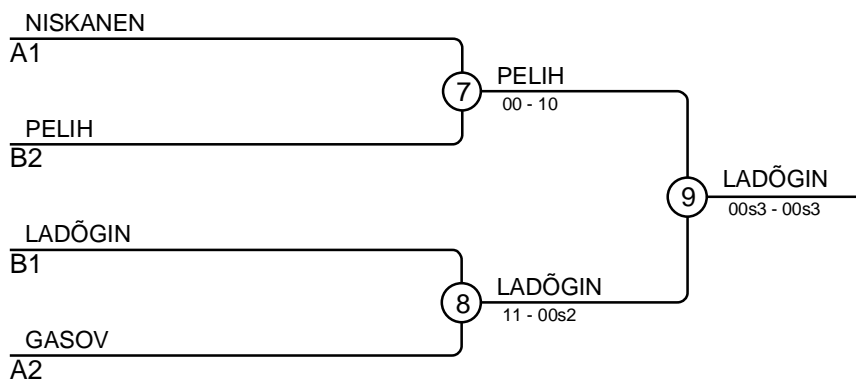 NISKANEN
A1
7
PELIH
00 - 10
PELIH
B2
9
LADÕGIN
00s3 - 00s3
LADÕGIN
B1
8
LADÕGIN
11 - 00s2
GASOV
A2